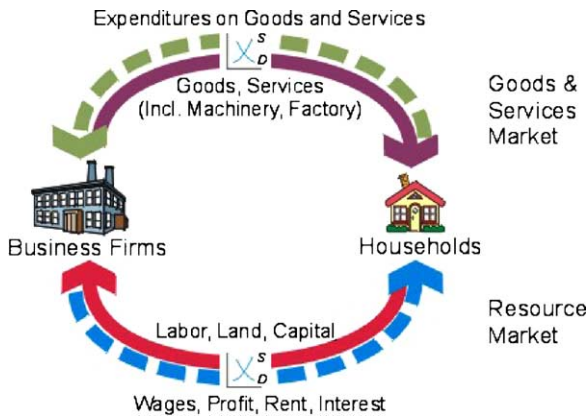 Expenditures on Goods and Services
S
D
Goods, Services
(Incl. Machinery, Factory)
Goods &
Services
Market
Business Firms
Households
Labor, Land, Capital
Resource
Market
S
D
Wages, Profit, Rent, Interest